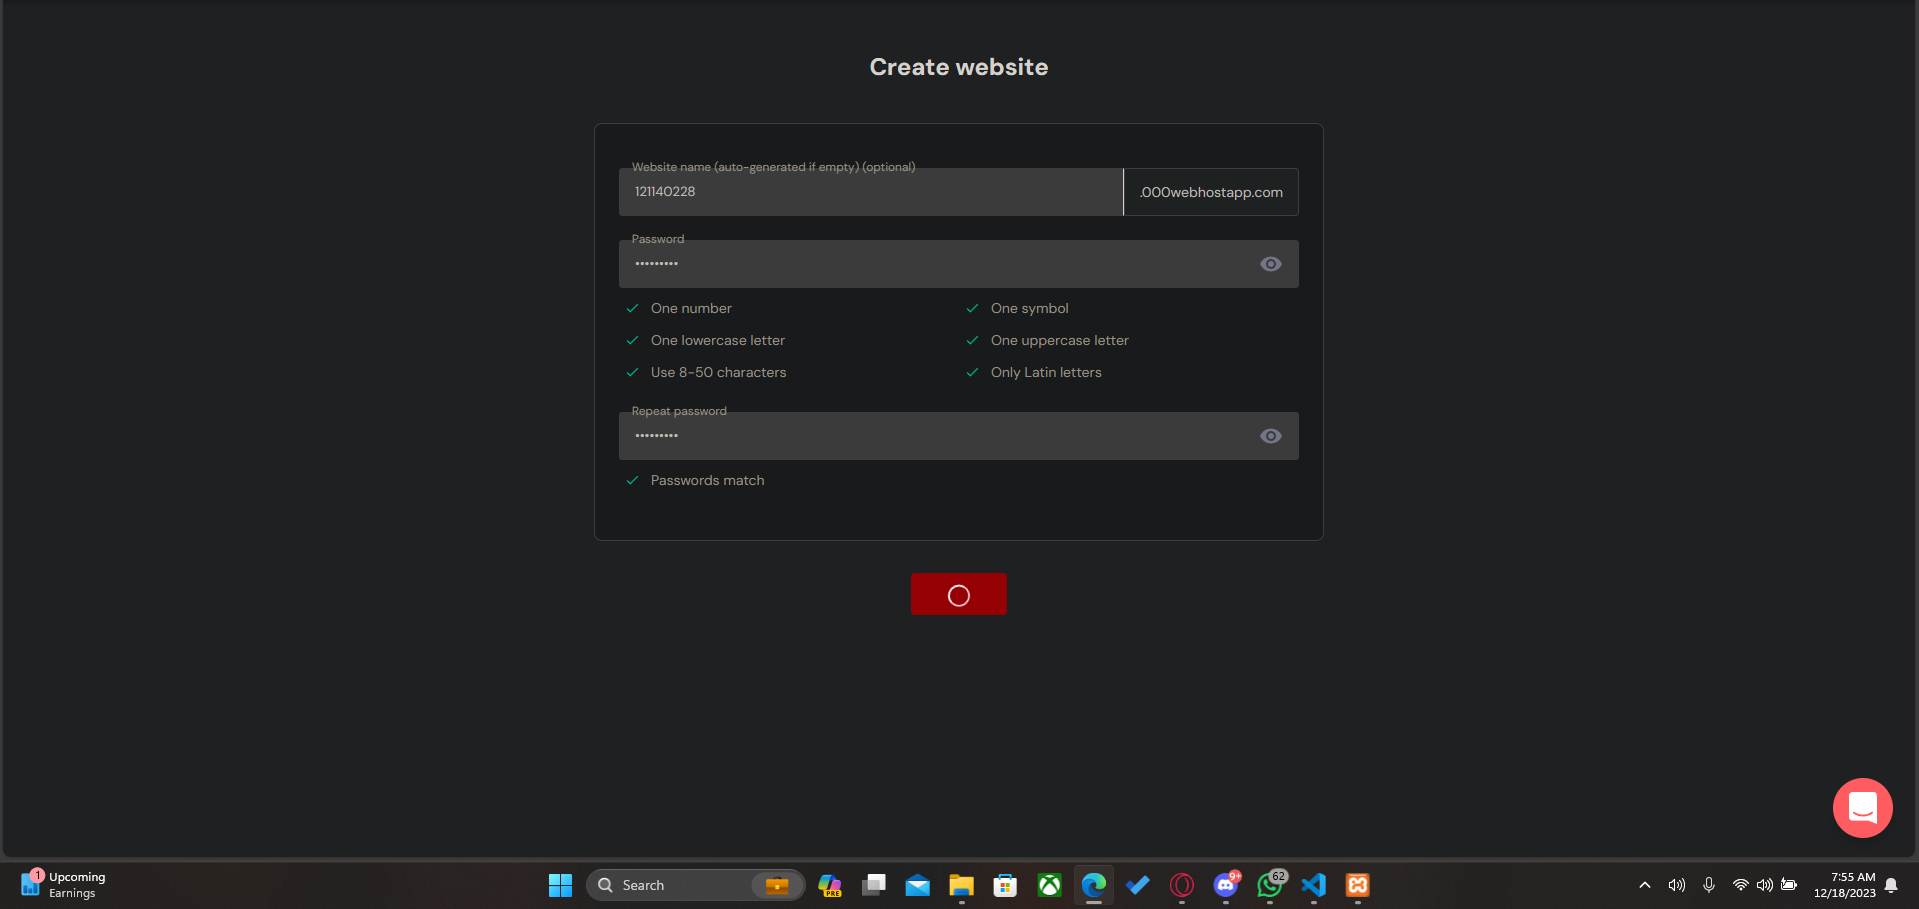 Create website
Website name (auto-generated if empty) (optional)
121140228
.000webhostapp.com
Password
•••••••••
One number
One symbol
One lowercase letter
One uppercase letter
Use 8-50 characters
Only Latin letters
Repeat password
•••••••••
Passwords match
1
Upcoming
Earnings
Search
PRE
9+
62
7:55 AM
12/18/2023